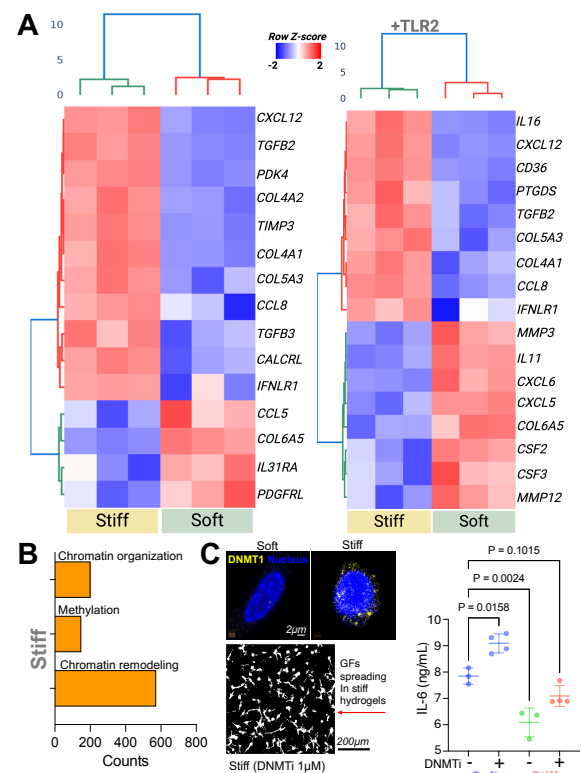 A
10
5
0
Row Z-score
-2 2
+TLR2
10
5
0
CXCL12
TGFB2
PDK4
COL4A2
TIMP3
COL4A1
COL5A3
CCL8
TGFB3
CALCRL
IFNLR1
CCL5
COL6A5
IL31RA
PDGFRL
Stiff Soft
IL16
CXCL12
CD36
PTGDS
TGFB2
COL5A3
COL4A1
CCL8
IFNLR1
MMP3
IL11
CXCL6
CXCL5
COL6A5
CSF2
CSF3
MMP12
Stiff Soft
B
Chromatin organization
Methylation
Chromatin remodeling
Stiff
0 200 400 600 800
Counts
C
Soft Stiff
DNMT1 Nucleus
2μm
GFs
spreading
In stiff
hydrogels
200μm
Stiff (DNMTi 1μM)
P = 0.1015
P = 0.0024
P = 0.0158
10
9
8
7
6
5
IL-6 (ng/mL)
DNMTi - + - +